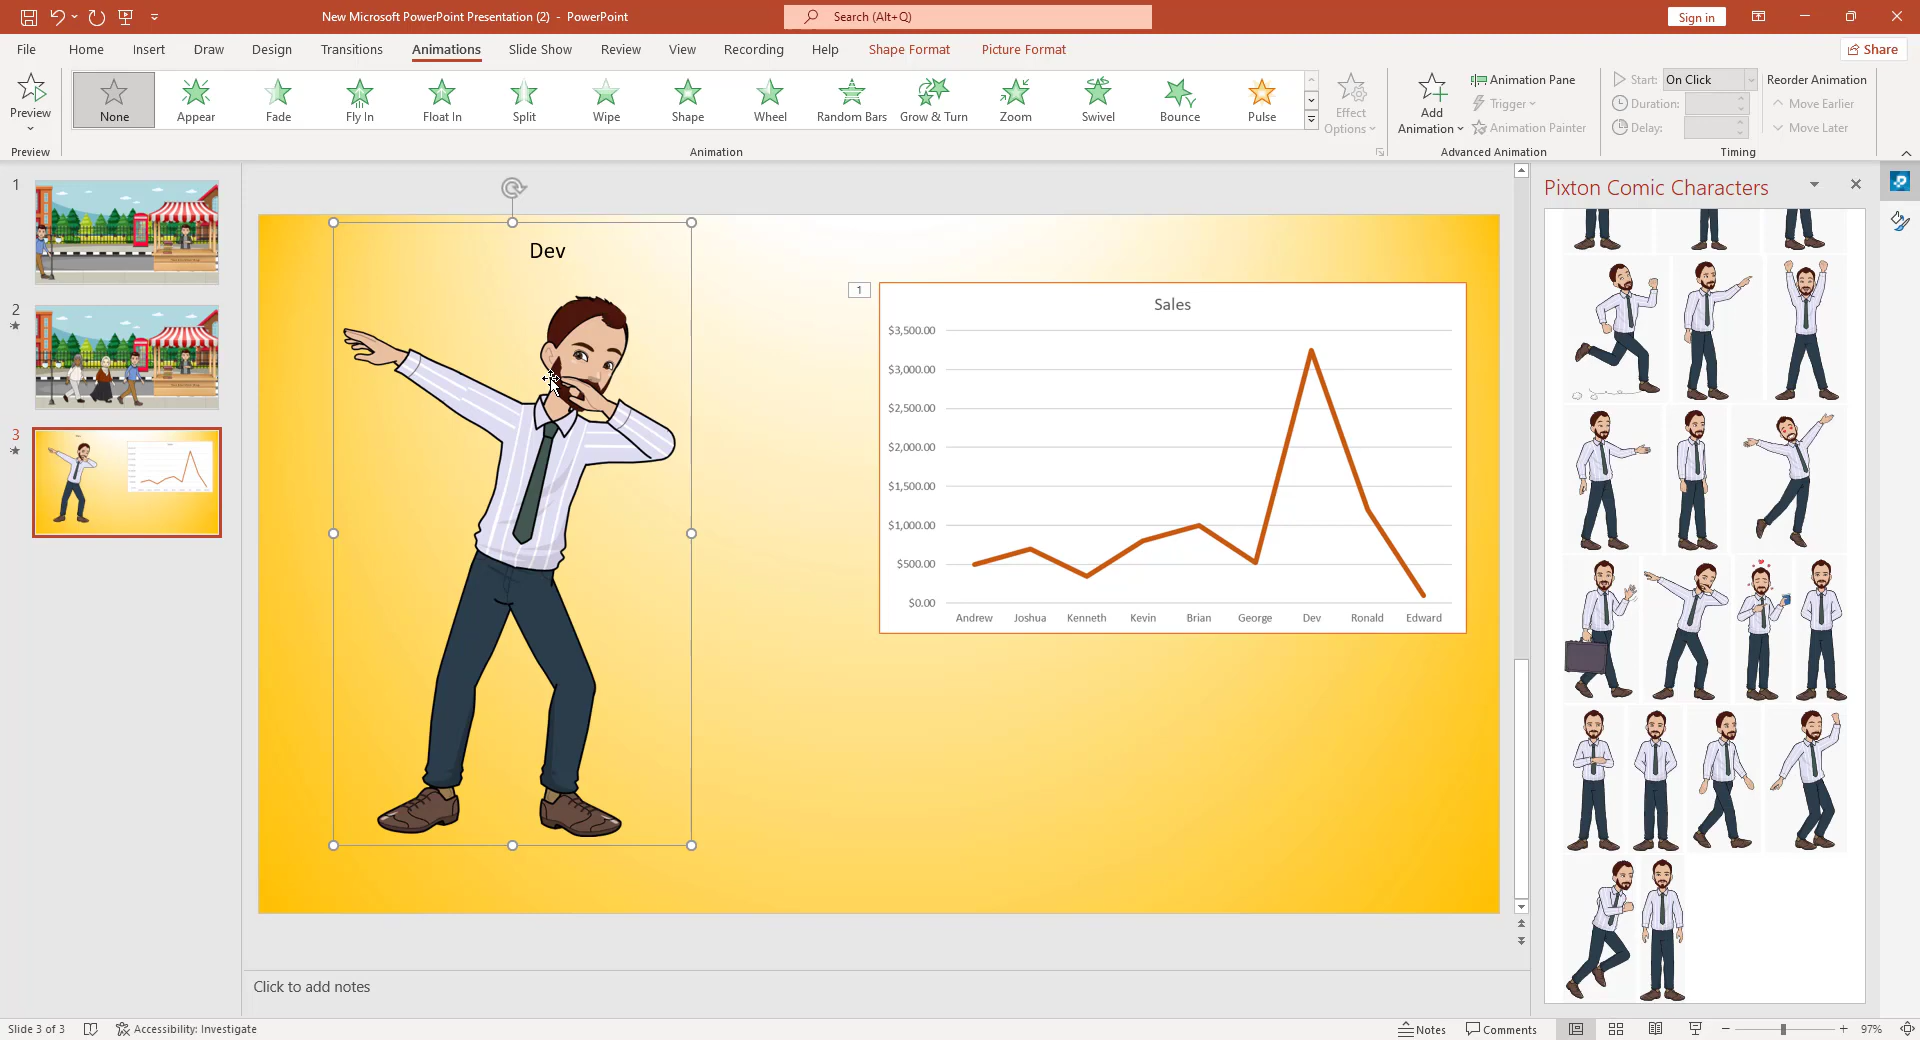 New Microsoft PowerPoint Presentation (2) - PowerPoint
Search (Alt+Q)
Sign in
File Home Insert Draw Design Transitions Animations Slide Show Review View Recording Help Shape Format Picture Format
Share
Preview
Preview
None Appear Fade Fly In Float In Split Wipe Shape Wheel Random Bars Grow & Turn Zoom Swivel Bounce Pulse
Animation
Effect
Options
Add
Animation
Animation Pane
Trigger
Animation Painter
Advanced Animation
Start: On Click
Duration:
Delay:
Reorder Animation
Move Earlier
Move Later
Timing
1
2
3
Dev
1
Sales
$3,500.00
$3,000.00
$2,500.00
$2,000.00
$1,500.00
$1,000.00
$500.00
$0.00
Andrew Joshua Kenneth Kevin Brian George Dev Ronald Edward
Pixton Comic Characters
Click to add notes
Slide 3 of 3
Accessibility: Investigate
Notes
Comments
97%